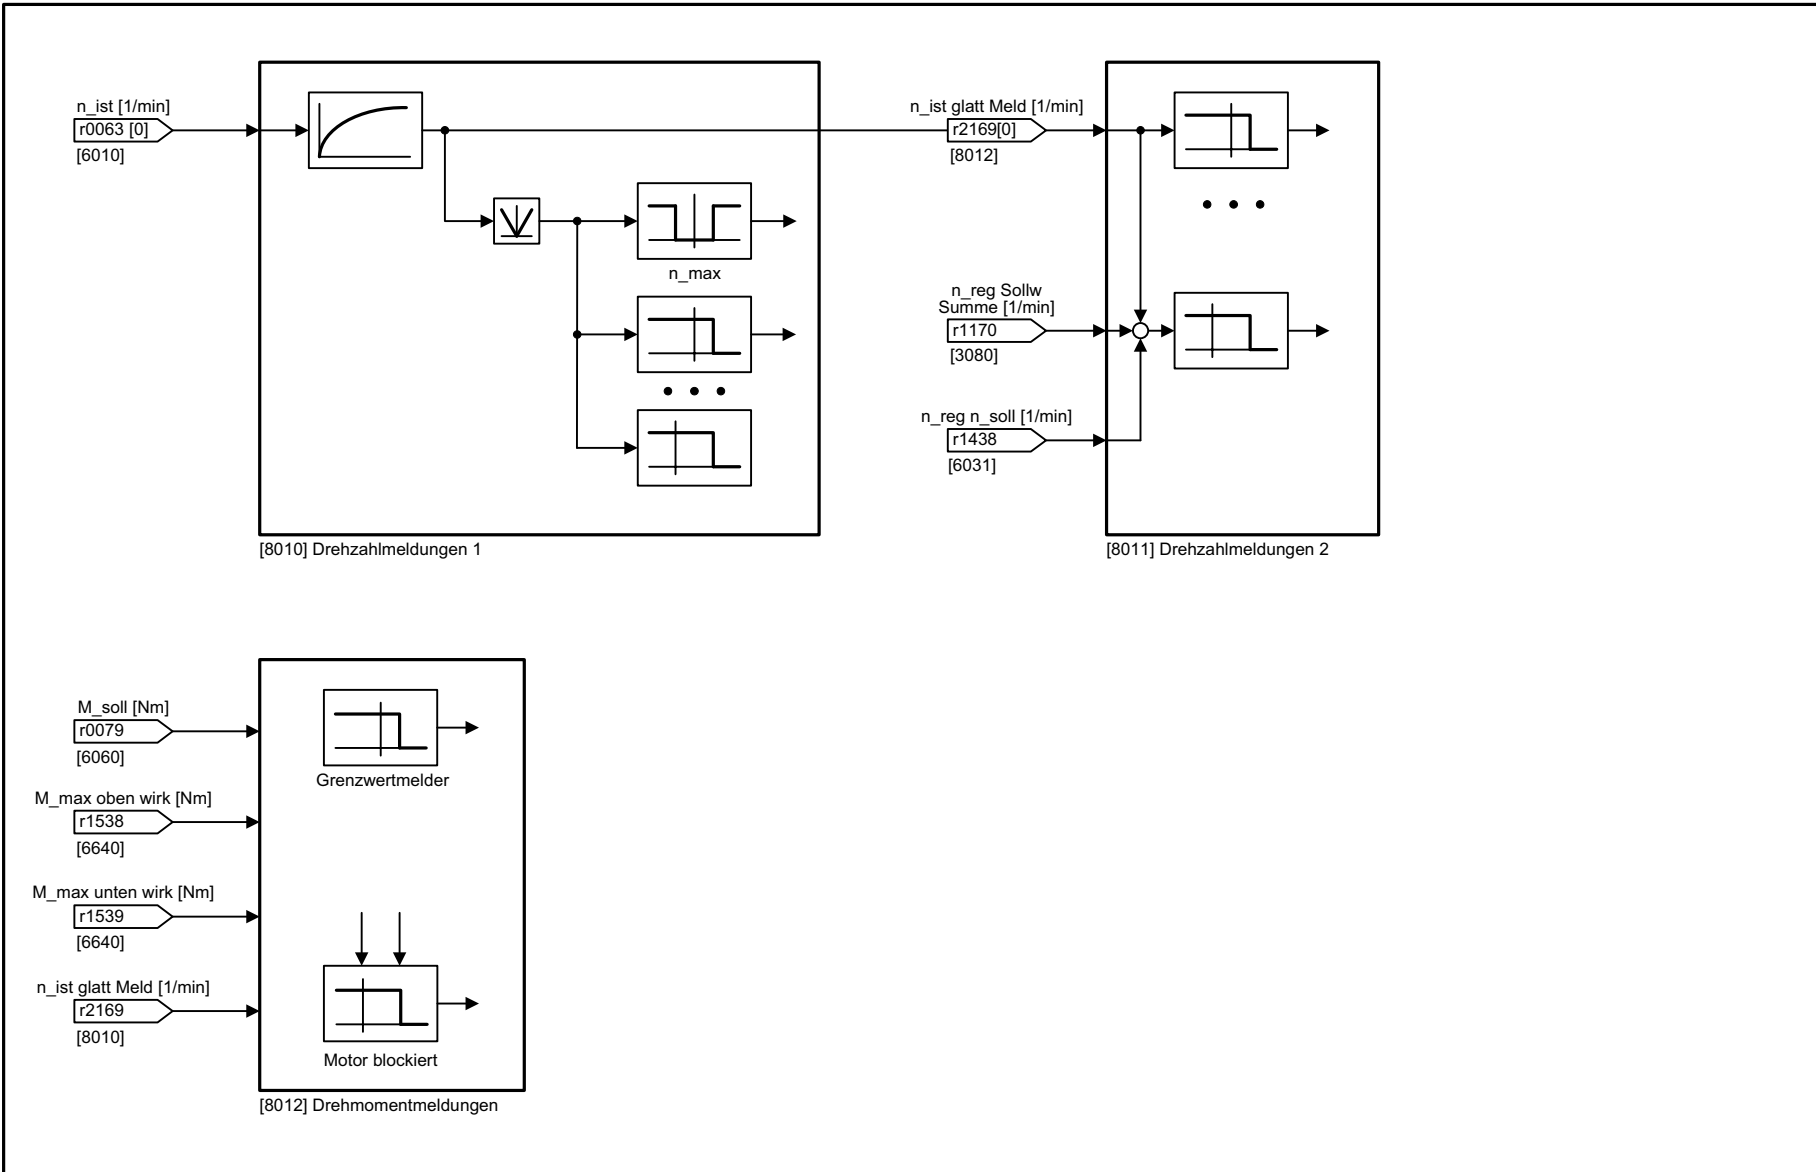 n_ist [1/min]
r0063 [0]
[6010]
n_max
[8010] Drehzahlmeldungen 1
n_ist glatt Meld [1/min]
r2169[0]
[8012]
n_reg Sollw
Summe [1/min]
r1170
[3080]
n_reg n_soll [1/min]
r1438
[6031]
[8011] Drehzahlmeldungen 2
M_soll [Nm]
r0079
[6060]
M_max oben wirk [Nm]
r1538
[6640]
M_max unten wirk [Nm]
r1539
[6640]
n_ist glatt Meld [1/min]
r2169
[8010]
Grenzwertmelder
Motor blockiert
[8012] Drehmomentmeldungen